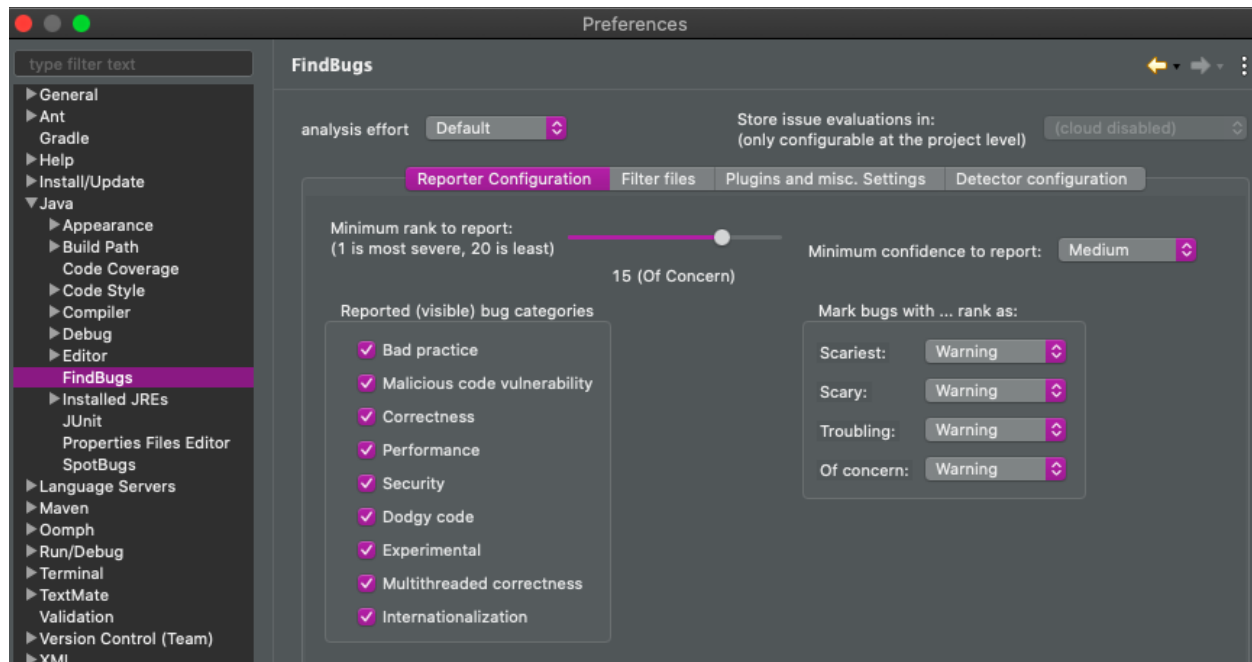 Preferences
type filter text
General
Ant
Gradle
Help
Install/Update
Java
Appearance
Build Path
Code Coverage
Code Style
Compiler
Debug
Editor
FindBugs
Installed JREs
JUnit
Properties Files Editor
SpotBugs
Language Servers
Maven
Oomph
Run/Debug
Terminal
TextMate
Validation
Version Control (Team)
XML
FindBugs
analysis effort Default
Store issue evaluations in:
(only configurable at the project level)
(cloud disabled)
Reporter Configuration Filter files Plugins and misc. Settings Detector configuration
Minimum rank to report:
(1 is most severe, 20 is least)
15 (Of Concern)
Minimum confidence to report: Medium
Reported (visible) bug categories
Bad practice
Malicious code vulnerability
Correctness
Performance
Security
Dodgy code
Experimental
Multithreaded correctness
Internationalization
Mark bugs with ... rank as:
Scariest: Warning
Scary: Warning
Troubling: Warning
Of concern: Warning